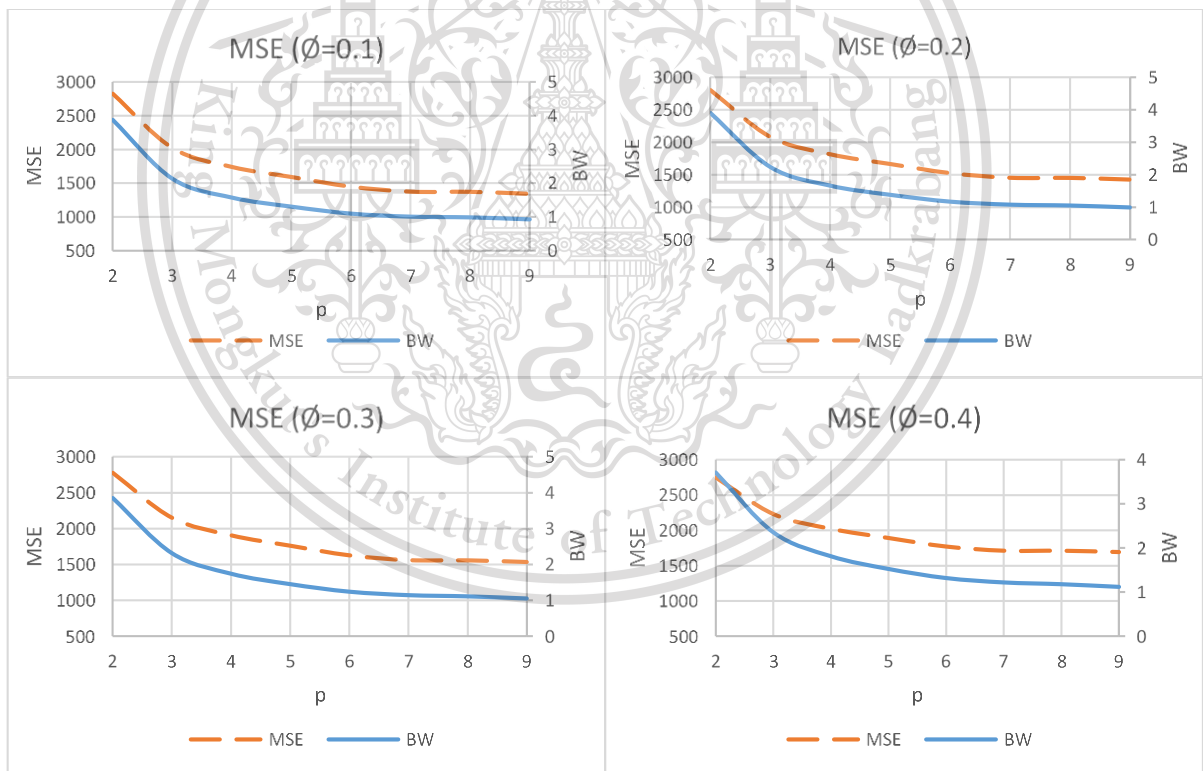 MSE (Ø=0.1)
3000
2500
2000
1500
1000
500
MSE
5
4
3
2
1
0
BW
2 3 4 5 6 7 8 9
p
MSE BW
MSE (Ø=0.2)
3000
2500
2000
1500
1000
500
MSE
5
4
3
2
1
0
BW
2 3 4 5 6 7 8 9
p
MSE BW
MSE (Ø=0.3)
3000
2500
2000
1500
1000
500
MSE
5
4
3
2
1
0
BW
2 3 4 5 6 7 8 9
p
MSE BW
MSE (Ø=0.4)
3000
2500
2000
1500
1000
500
MSE
4
3
2
1
0
BW
2 3 4 5 6 7 8 9
p
MSE BW
King Mongkut's Institute of Technology Ladkrabang